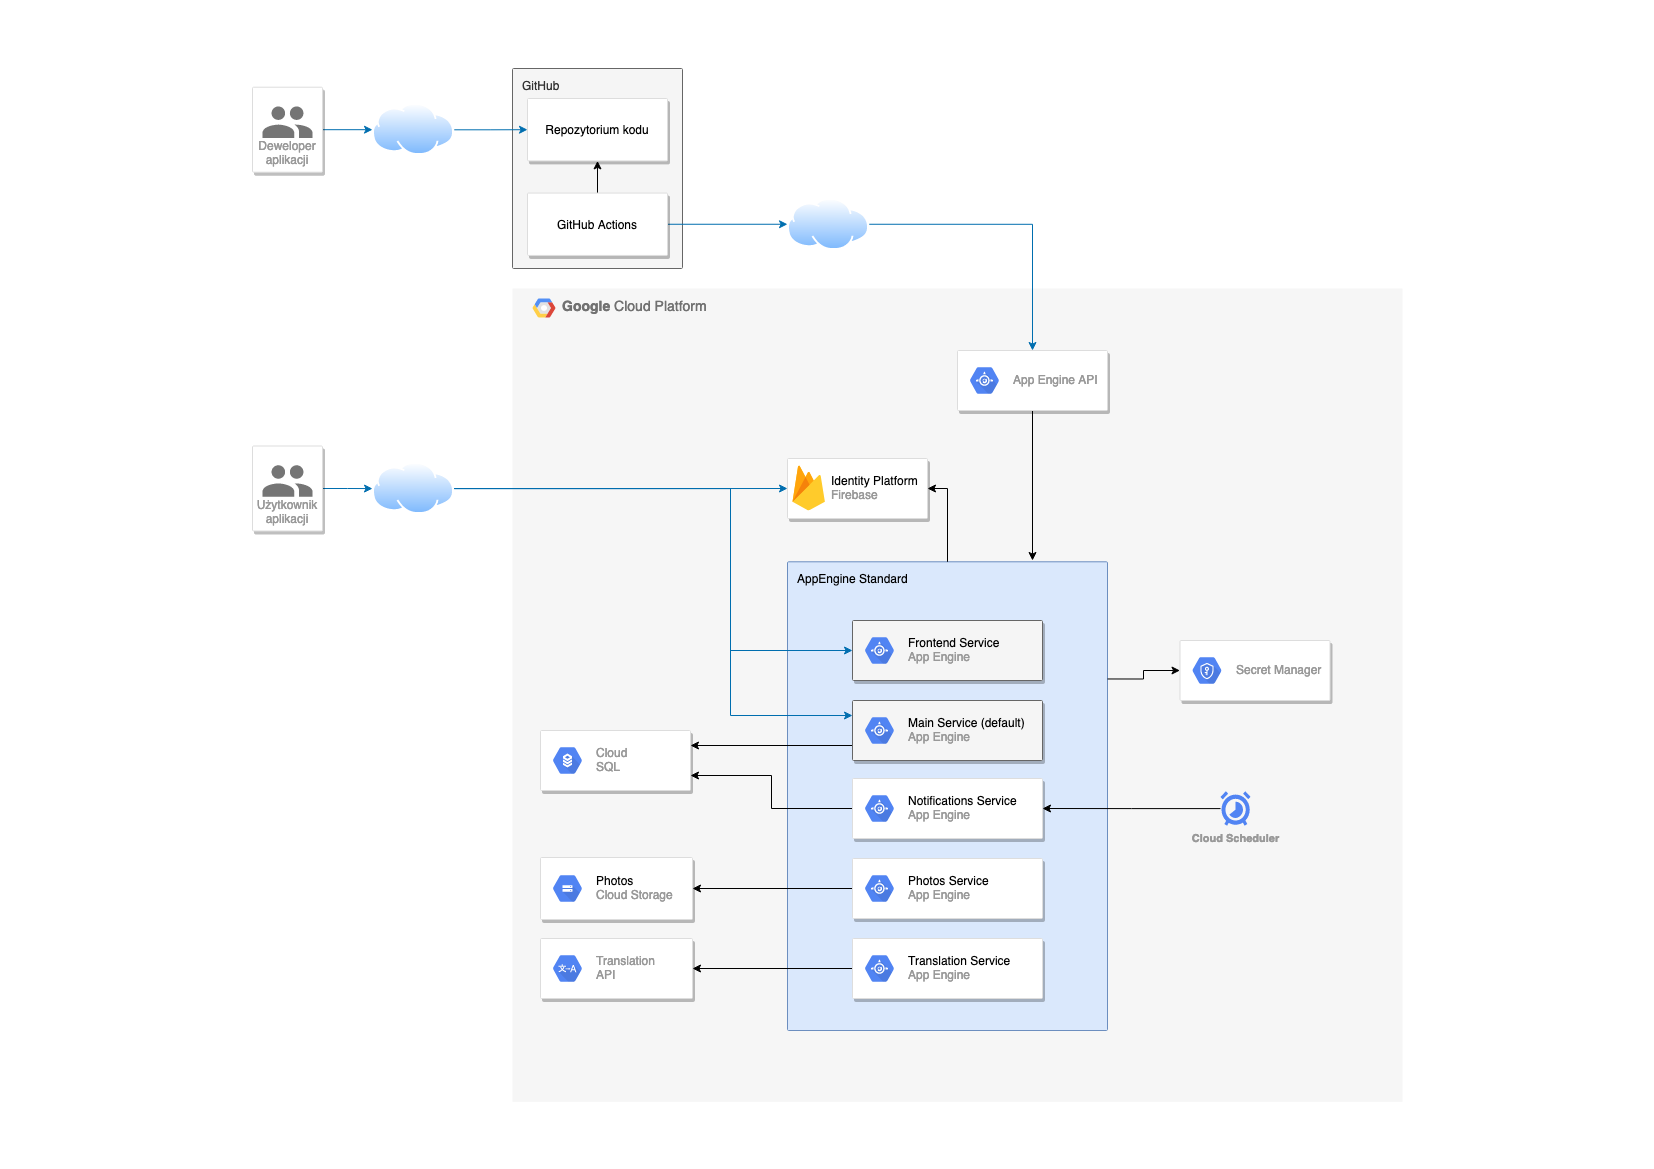 GitHub
Deweloper
aplikacji
Repozytorium kodu
GitHub Actions
Google Cloud Platform
App Engine API
Użytkownik
aplikacji
Identity Platform
Firebase
AppEngine Standard
Frontend Service
App Engine
Secret Manager
Main Service (default)
App Engine
Cloud
SQL
Notifications Service
App Engine
Cloud Scheduler
Photos
Cloud Storage
Photos Service
App Engine
Translation
API
文-A
Translation Service
App Engine